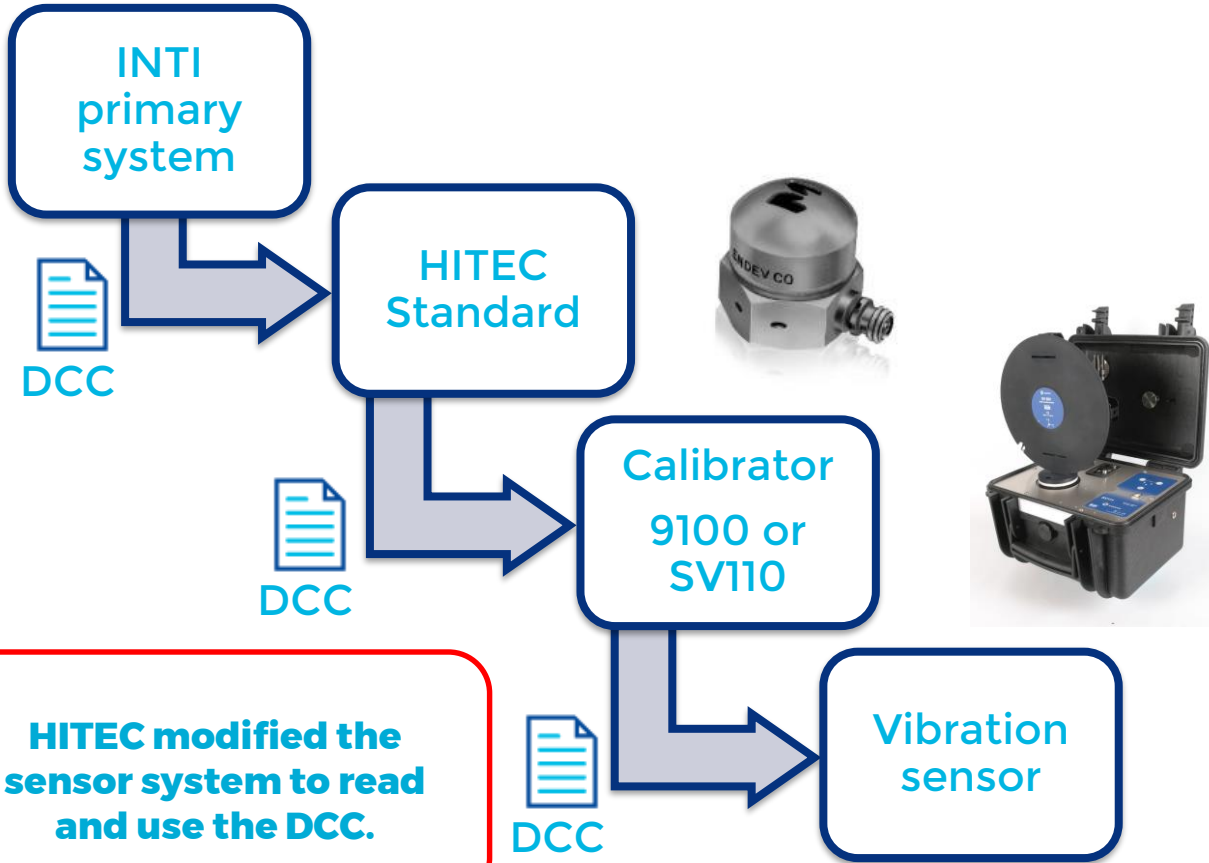 INTI
primary
system
DCC
HITEC
Standard
ENDEVCO
DCC
Calibrator
9100 or
SV110
DCC
Vibration
sensor
HITEC modified the
sensor system to read
and use the DCC.